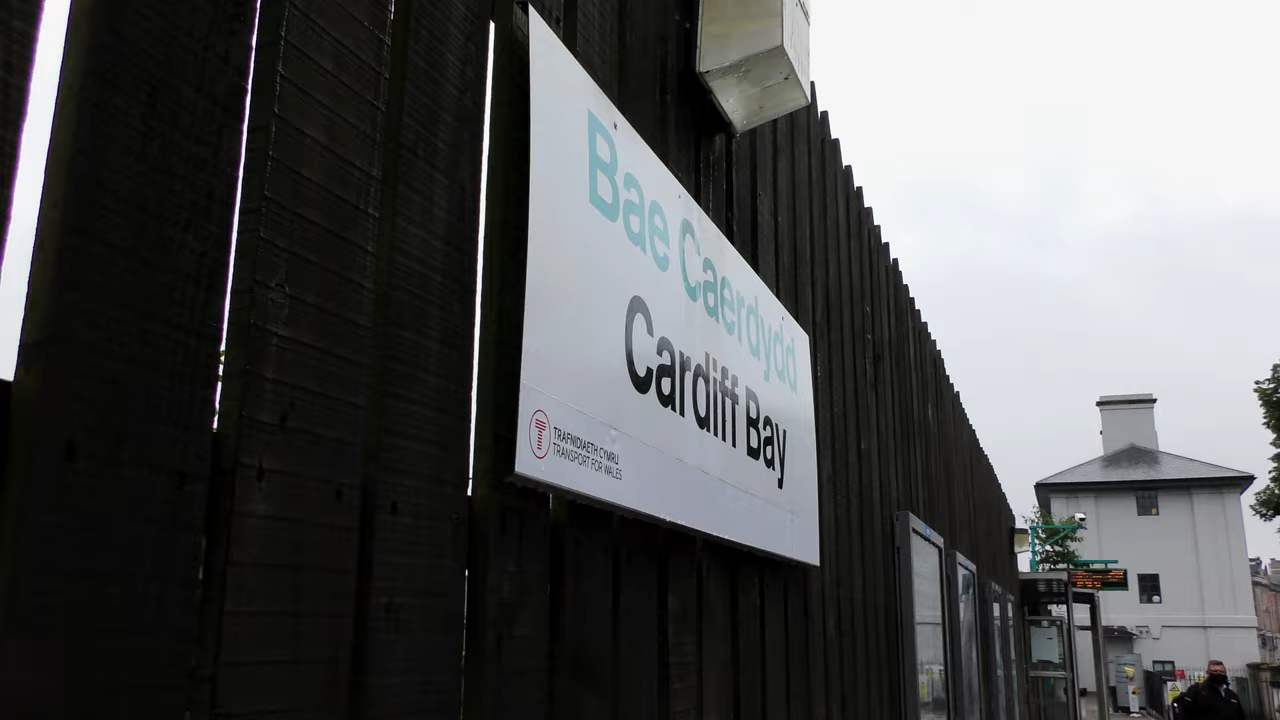 Bae Caerdydd
Cardiff Bay
TRAFNIDIAETH CYMRU
TRANSPORT FOR WALES